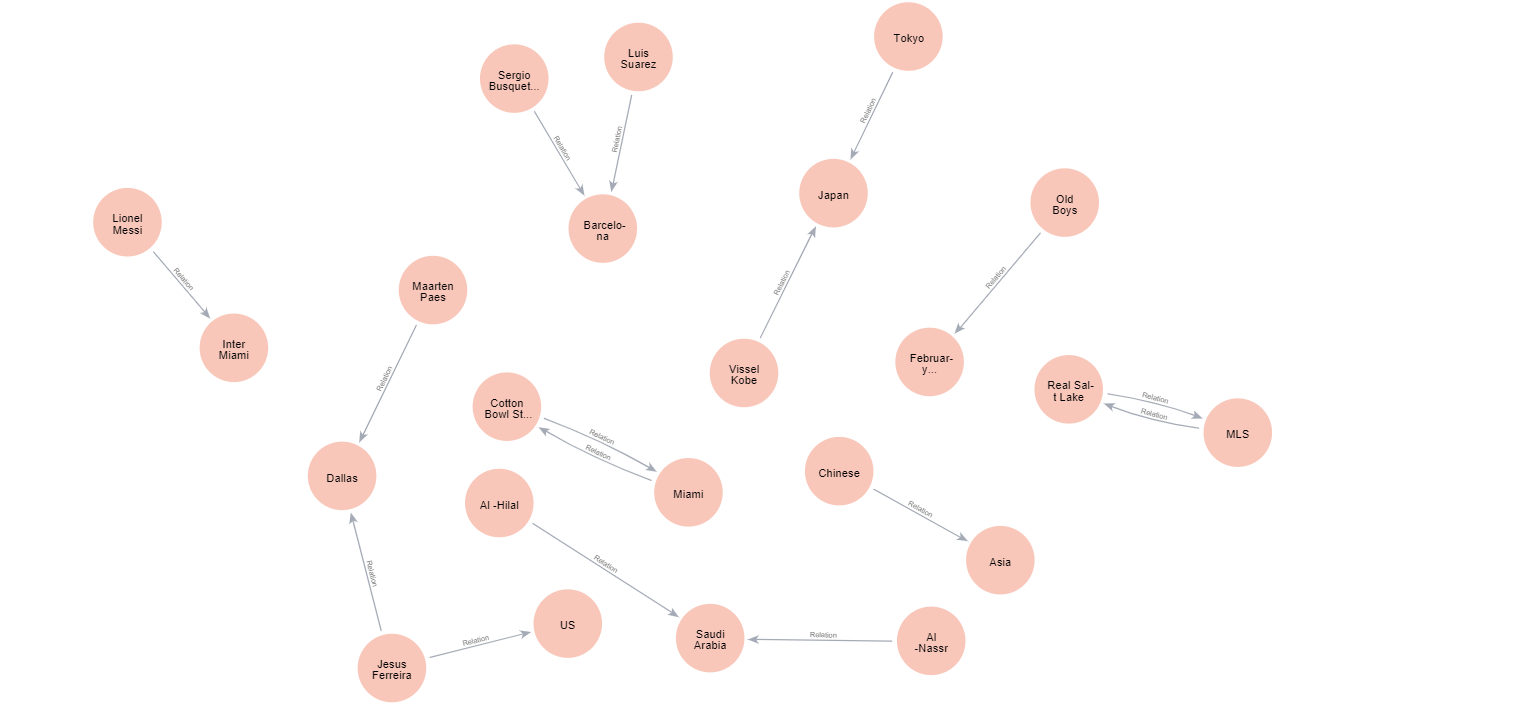 Tokyo
Luis
Suarez
Sergio
Busquet...
Relation
Relation
Relation
Japan
Old
Boys
Lionel
Messi
Barcelo-
na
Relation
Relation
Relation
Maarten
Paes
Inter
Miami
Vissel
Kobe
Februar-
y...
Relation
Real Sal-
t Lake
Relation
Relation
MLS
Cotton
Bowl St...
Relation
Relation
Dallas
Miami
Chinese
Al -Hilal
Relation
Asia
Relation
Relation
US
Relation
Saudi
Arabia
Relation
Al
-Nassr
Jesus
Ferreira